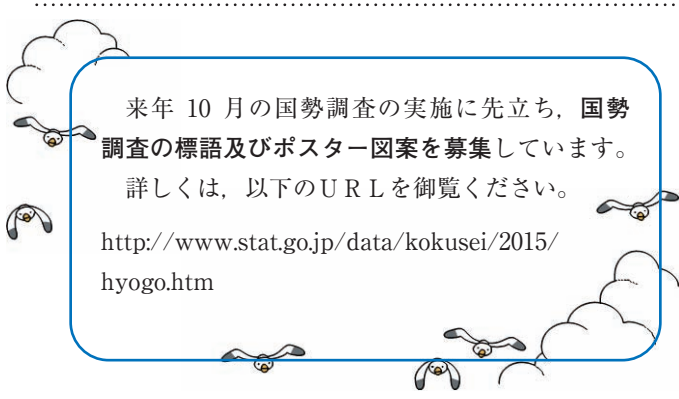 来年 10 月の国勢調査の実施に先立ち，国勢
調査の標語及びポスター図案を募集しています。
詳しくは，以下のＵＲＬを御覧ください。
http://www.stat.go.jp/data/kokusei/2015/
hyogo.htm